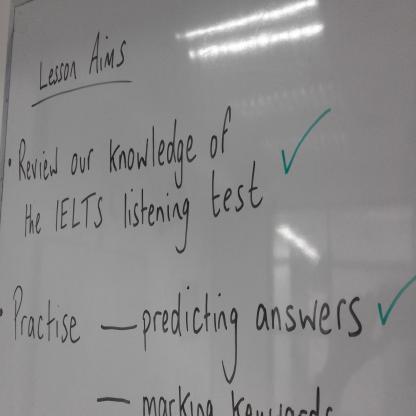 Lesson Aims
• Review our knowledge of
the IELTS listening test
• Practise — predicting answers
— marking keywords